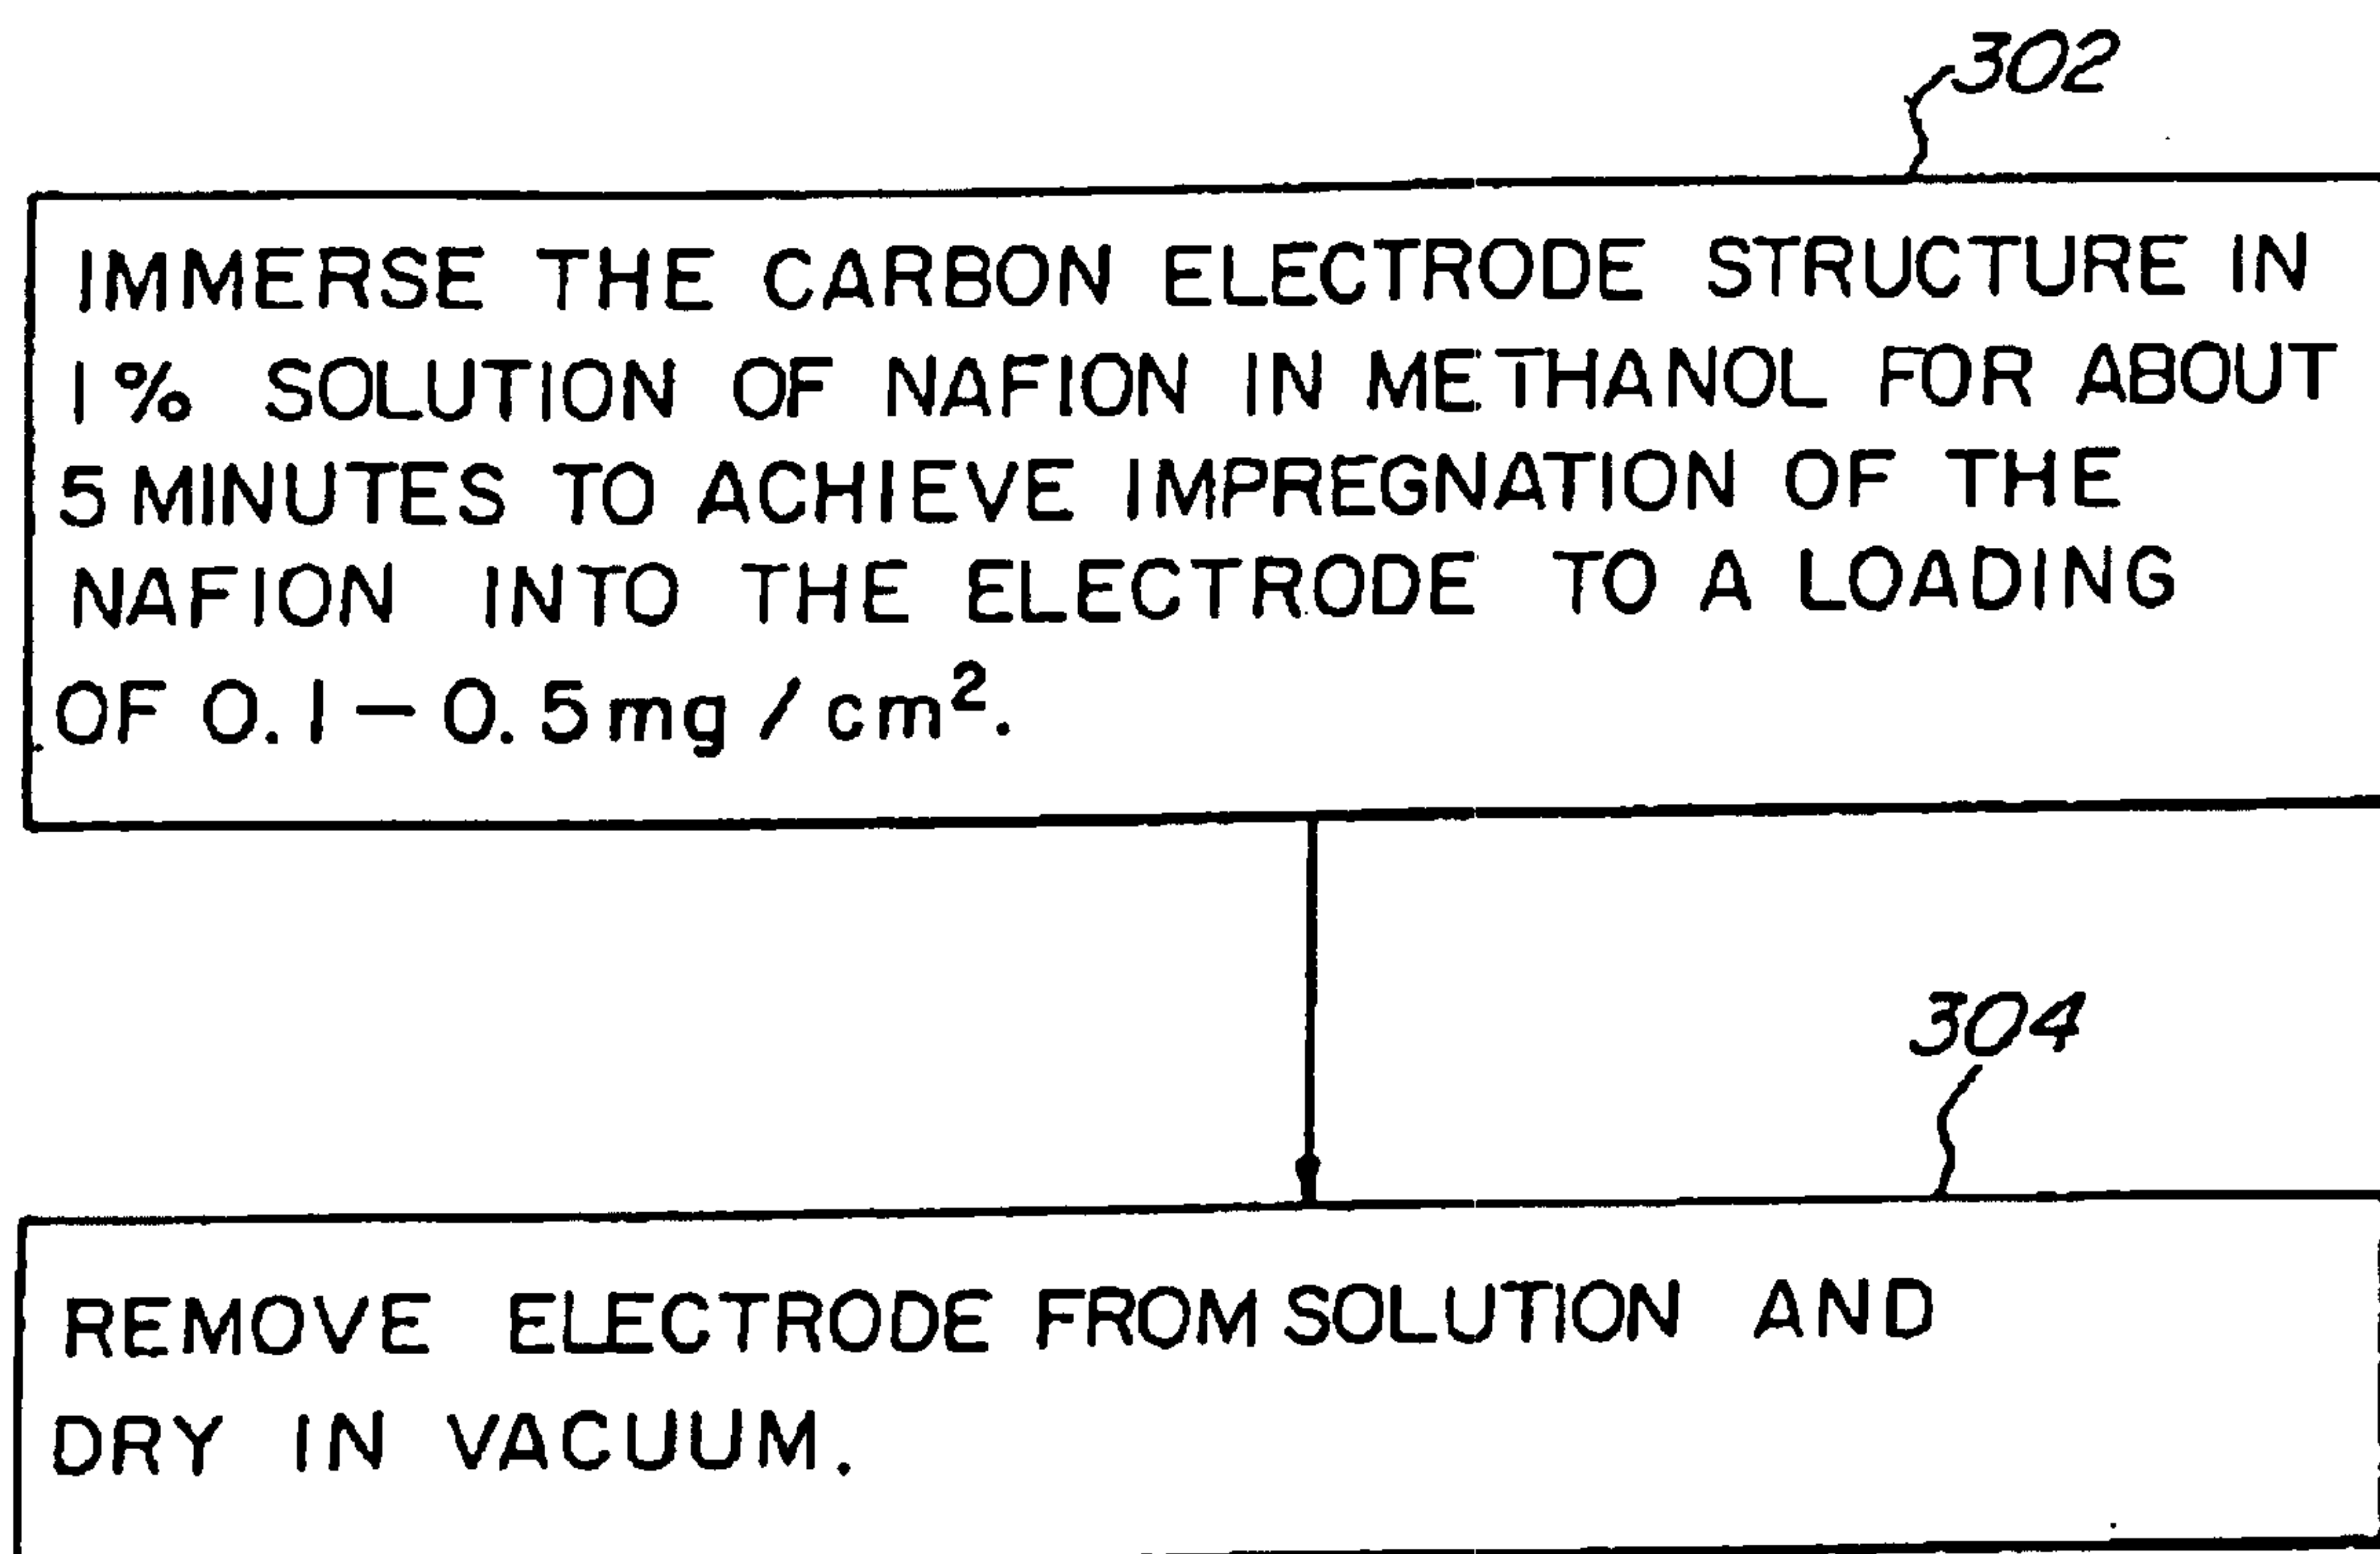 302
IMMERSE THE CARBON ELECTRODE STRUCTURE IN
1% SOLUTION OF NAFION IN METHANOL FOR ABOUT
5 MINUTES TO ACHIEVE IMPREGNATION OF THE
NAFION INTO THE ELECTRODE TO A LOADING
OF 0.1-0.5mg/cm².
304
REMOVE ELECTRODE FROM SOLUTION AND
DRY IN VACUUM.